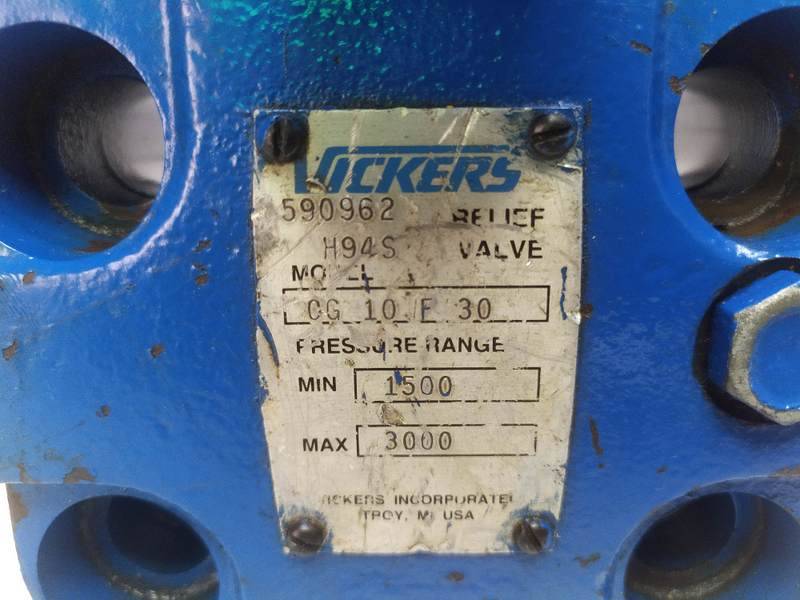 VICKERS
590962 RELIEF
H94S VALVE
MODEL
CG 10 F 30
PRESSURE RANGE
MIN 1500
MAX 3000
VICKERS INCORPORATED
TROY, MI USA